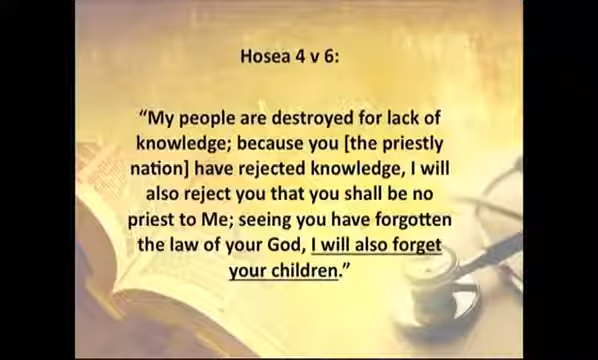 Hosea 4 v 6:
“My people are destroyed for lack of
knowledge; because you [the priestly
nation] have rejected knowledge, I will
also reject you that you shall be no
priest to Me; seeing you have forgotten
the law of your God, I will also forget
your children.”